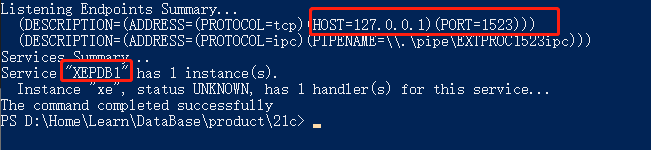 Listening Endpoints Summary...
(DESCRIPTION=(ADDRESS=(PROTOCOL=tcp)(HOST=127.0.0.1)(PORT=1523)))
(DESCRIPTION=(ADDRESS=(PROTOCOL=ipc)(PIPENAME=\\.\pipe\EXTPROC1523ipc)))
Services Summary...
Service "XEPDB1" has 1 instance(s).
Instance "xe", status UNKNOWN, has 1 handler(s) for this service...
The command completed successfully
PS D:\Home\Learn\DataBase\product\21c>